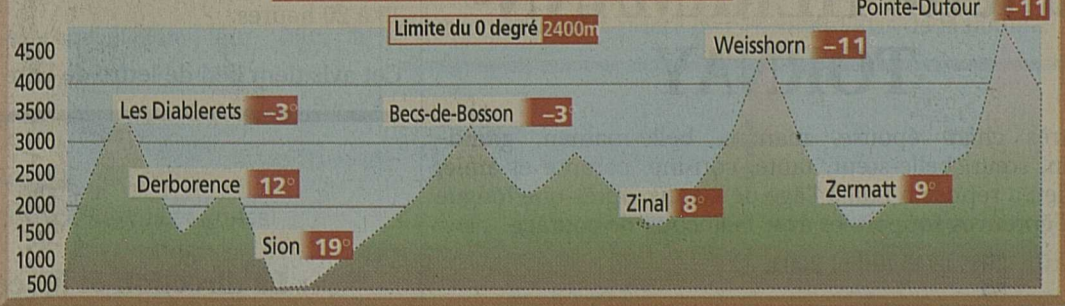 Pointe-Dufour –11
Limite du 0 degré 2400m
Weisshorn –11
4500
4000
3500
3000
2500
2000
1500
1000
500
Les Diablerets –3°
Becs-de-Bosson –3°
Derborence 12°
Zinal 8°
Zermatt 9°
Sion 19°